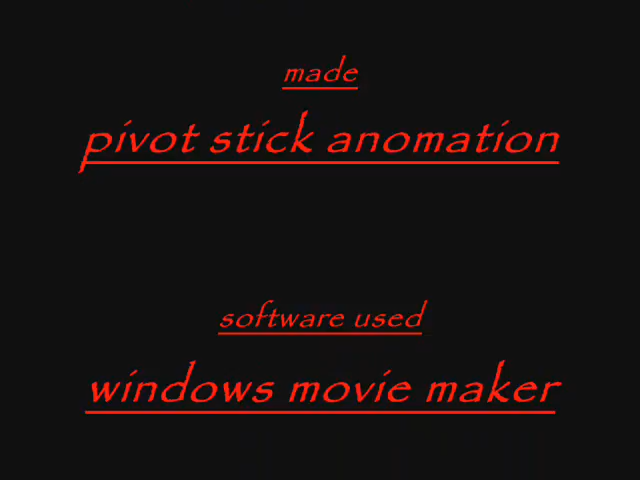 made
pivot stick anomation
software used
windows movie maker